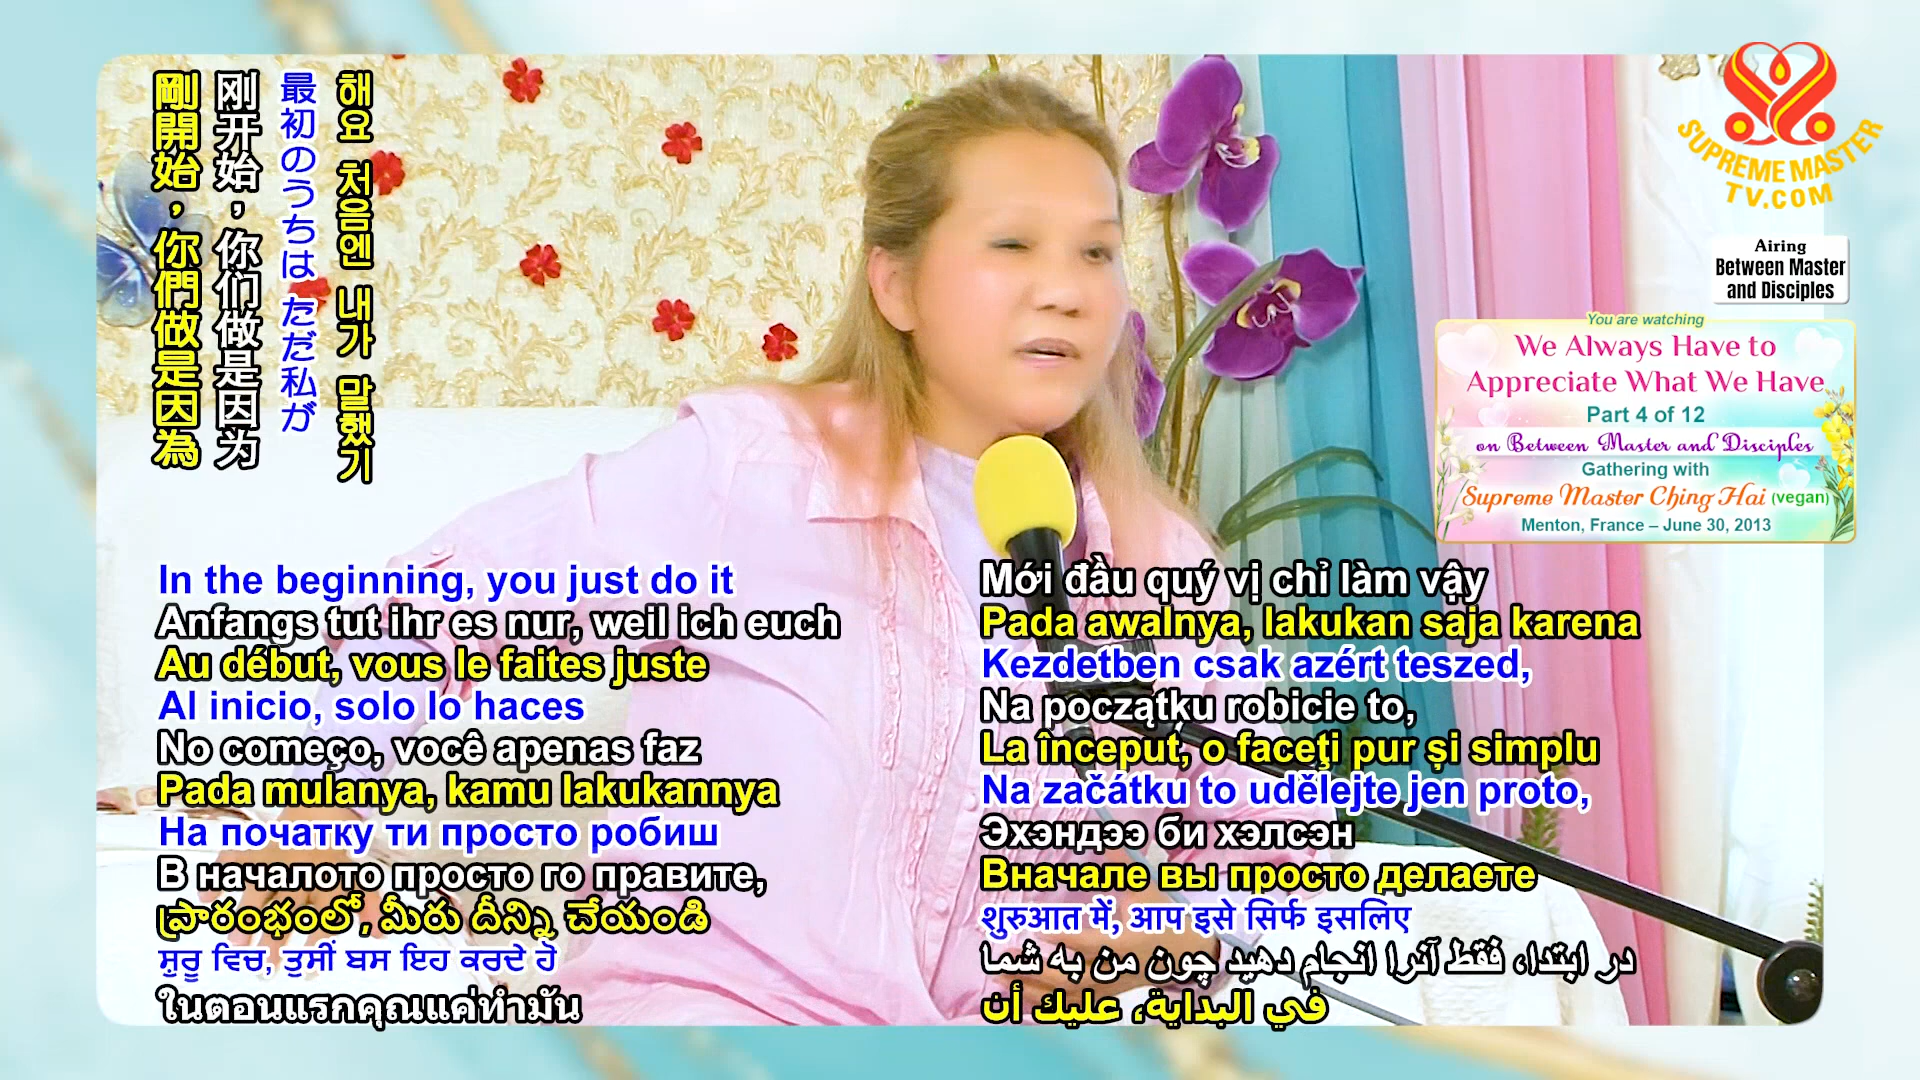 剛開始，你們做是因為
刚开始，你们做是因为
最初のうちは ただ私が
해요 처음엔 내가 말했기
SUPREME MASTER
TV.COM
Airing
Between Master
and Disciples
You are watching
We Always Have to
Appreciate What We Have
Part 4 of 12
on Between Master and Disciples
Gathering with
Supreme Master Ching Hai (vegan)
Menton, France – June 30, 2013
In the beginning, you just do it
Anfangs tut ihr es nur, weil ich euch
Au début, vous le faites juste
Al inicio, solo lo haces
No começo, você apenas faz
Pada mulanya, kamu lakukannya
На початку ти просто робиш
В началото просто го правите,
ప్రారంభంలో, మీరు దీన్ని చేయండి
ਸ਼ੁਰੂ ਵਿਚ, ਤੁਸੀਂ ਬਸ ਇਹ ਕਰਦੇ ਹੋ
ในตอนแรกคุณแค่ทำมัน
Mới đầu quý vị chỉ làm vậy
Pada awalnya, lakukan saja karena
Kezdetben csak azért teszed,
Na początku robicie to,
La început, o faceţi pur și simplu
Na začátku to udělejte jen proto,
Эхэндээ би хэлсэн
Вначале вы просто делаете
शुरुआत में, आप इसे सिर्फ इसलिए
در ابتدا، فقط آنرا انجام دهید چون من به شما
في البداية، عليك أن